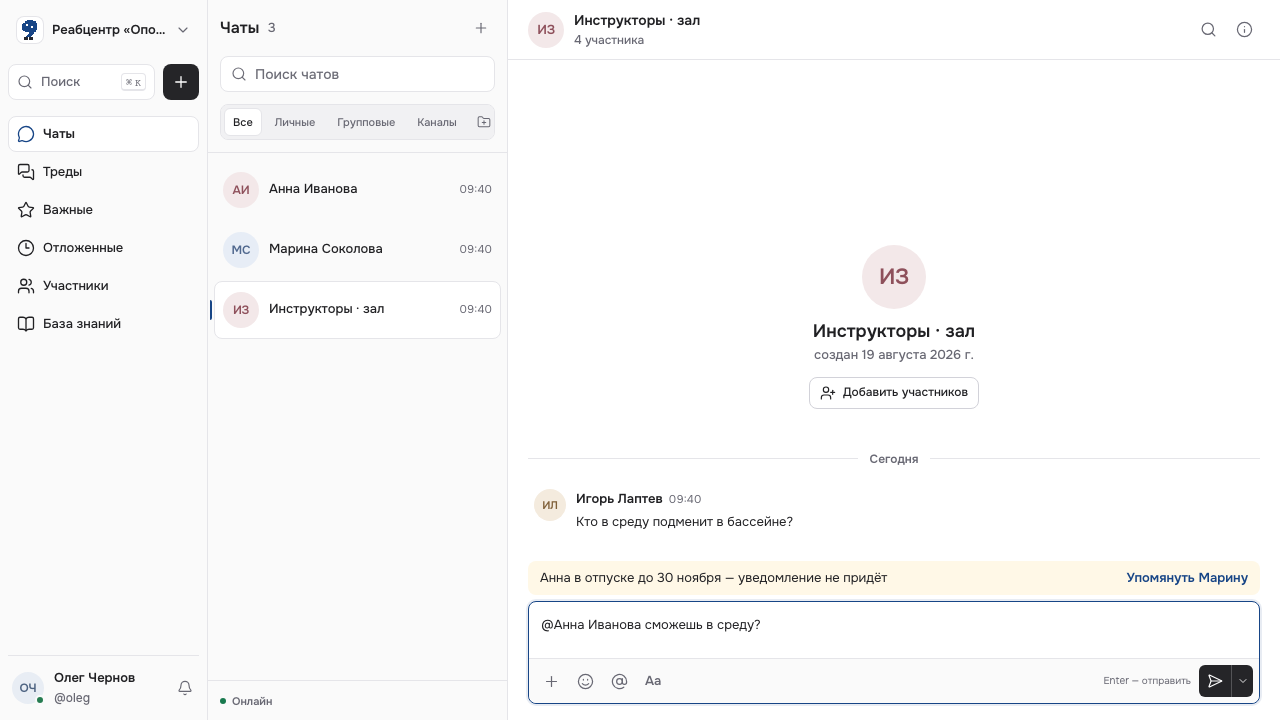 Реабцентр «Опо...
Поиск
⌘ K
Чаты
Треды
Важные
Отложенные
Участники
База знаний
ОЧ
Олег Чернов
@oleg
Чаты 3
Поиск чатов
Все
Личные
Групповые
Каналы
АИ
Анна Иванова
09:40
МС
Марина Соколова
09:40
ИЗ
Инструкторы · зал
09:40
Онлайн
ИЗ
Инструкторы · зал
4 участника
ИЗ
Инструкторы · зал
создан 19 августа 2026 г.
Добавить участников
Сегодня
ИЛ
Игорь Лаптев 09:40
Кто в среду подменит в бассейне?
Анна в отпуске до 30 ноября — уведомление не придёт
Упомянуть Марину
@Анна Иванова сможешь в среду?
Aa
Enter — отправить